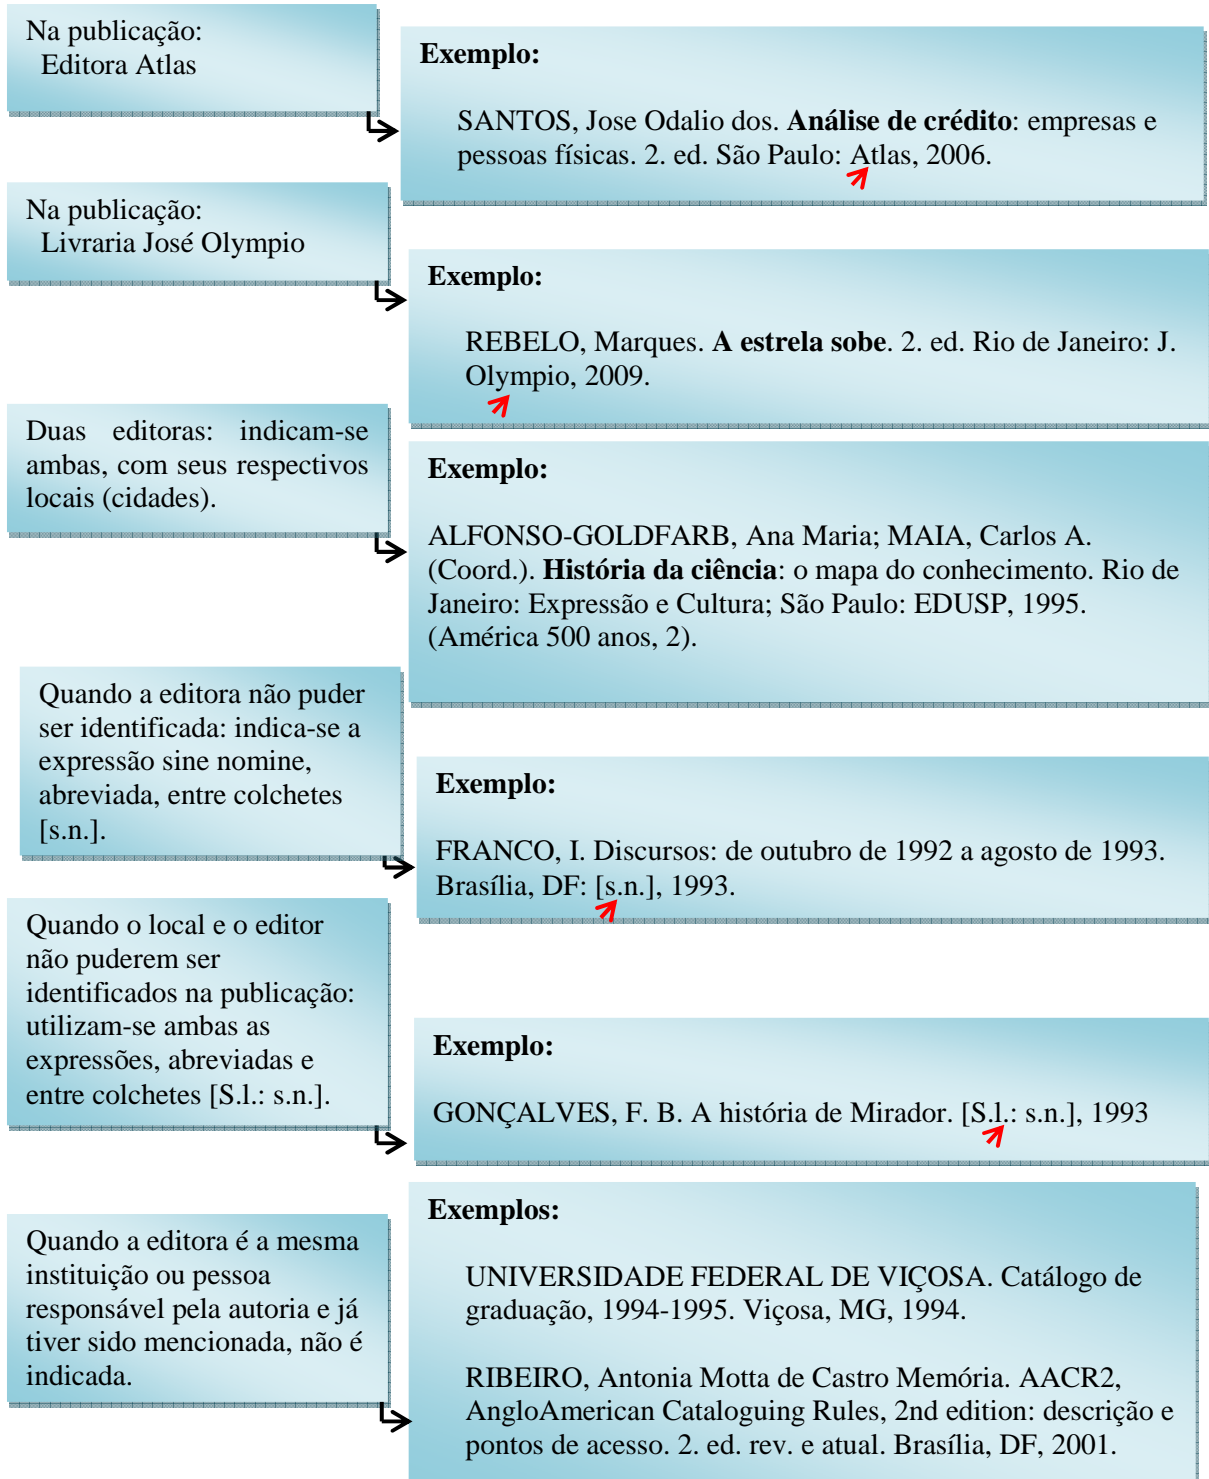 Na publicação:
Editora Atlas
Exemplo:
SANTOS, Jose Odalio dos. Análise de crédito: empresas e
pessoas físicas. 2. ed. São Paulo: Atlas, 2006.
Na publicação:
Livraria José Olympio
Exemplo:
REBELO, Marques. A estrela sobe. 2. ed. Rio de Janeiro: J.
Olympio, 2009.
Duas editoras: indicam-se
ambas, com seus respectivos
locais (cidades).
Exemplo:
ALFONSO-GOLDFARB, Ana Maria; MAIA, Carlos A.
(Coord.). História da ciência: o mapa do conhecimento. Rio de
Janeiro: Expressão e Cultura; São Paulo: EDUSP, 1995.
(América 500 anos, 2).
Quando a editora não puder
ser identificada: indica-se a
expressão sine nomine,
abreviada, entre colchetes
[s.n.].
Exemplo:
FRANCO, I. Discursos: de outubro de 1992 a agosto de 1993.
Brasília, DF: [s.n.], 1993.
Quando o local e o editor
não puderem ser
identificados na publicação:
utilizam-se ambas as
expressões, abreviadas e
entre colchetes [S.l.: s.n.].
Exemplo:
GONÇALVES, F. B. A história de Mirador. [S.l.: s.n.], 1993
Quando a editora é a mesma
instituição ou pessoa
responsável pela autoria e já
tiver sido mencionada, não é
indicada.
Exemplos:
UNIVERSIDADE FEDERAL DE VIÇOSA. Catálogo de
graduação, 1994-1995. Viçosa, MG, 1994.
RIBEIRO, Antonia Motta de Castro Memória. AACR2,
AngloAmerican Cataloguing Rules, 2nd edition: descrição e
pontos de acesso. 2. ed. rev. e atual. Brasília, DF, 2001.